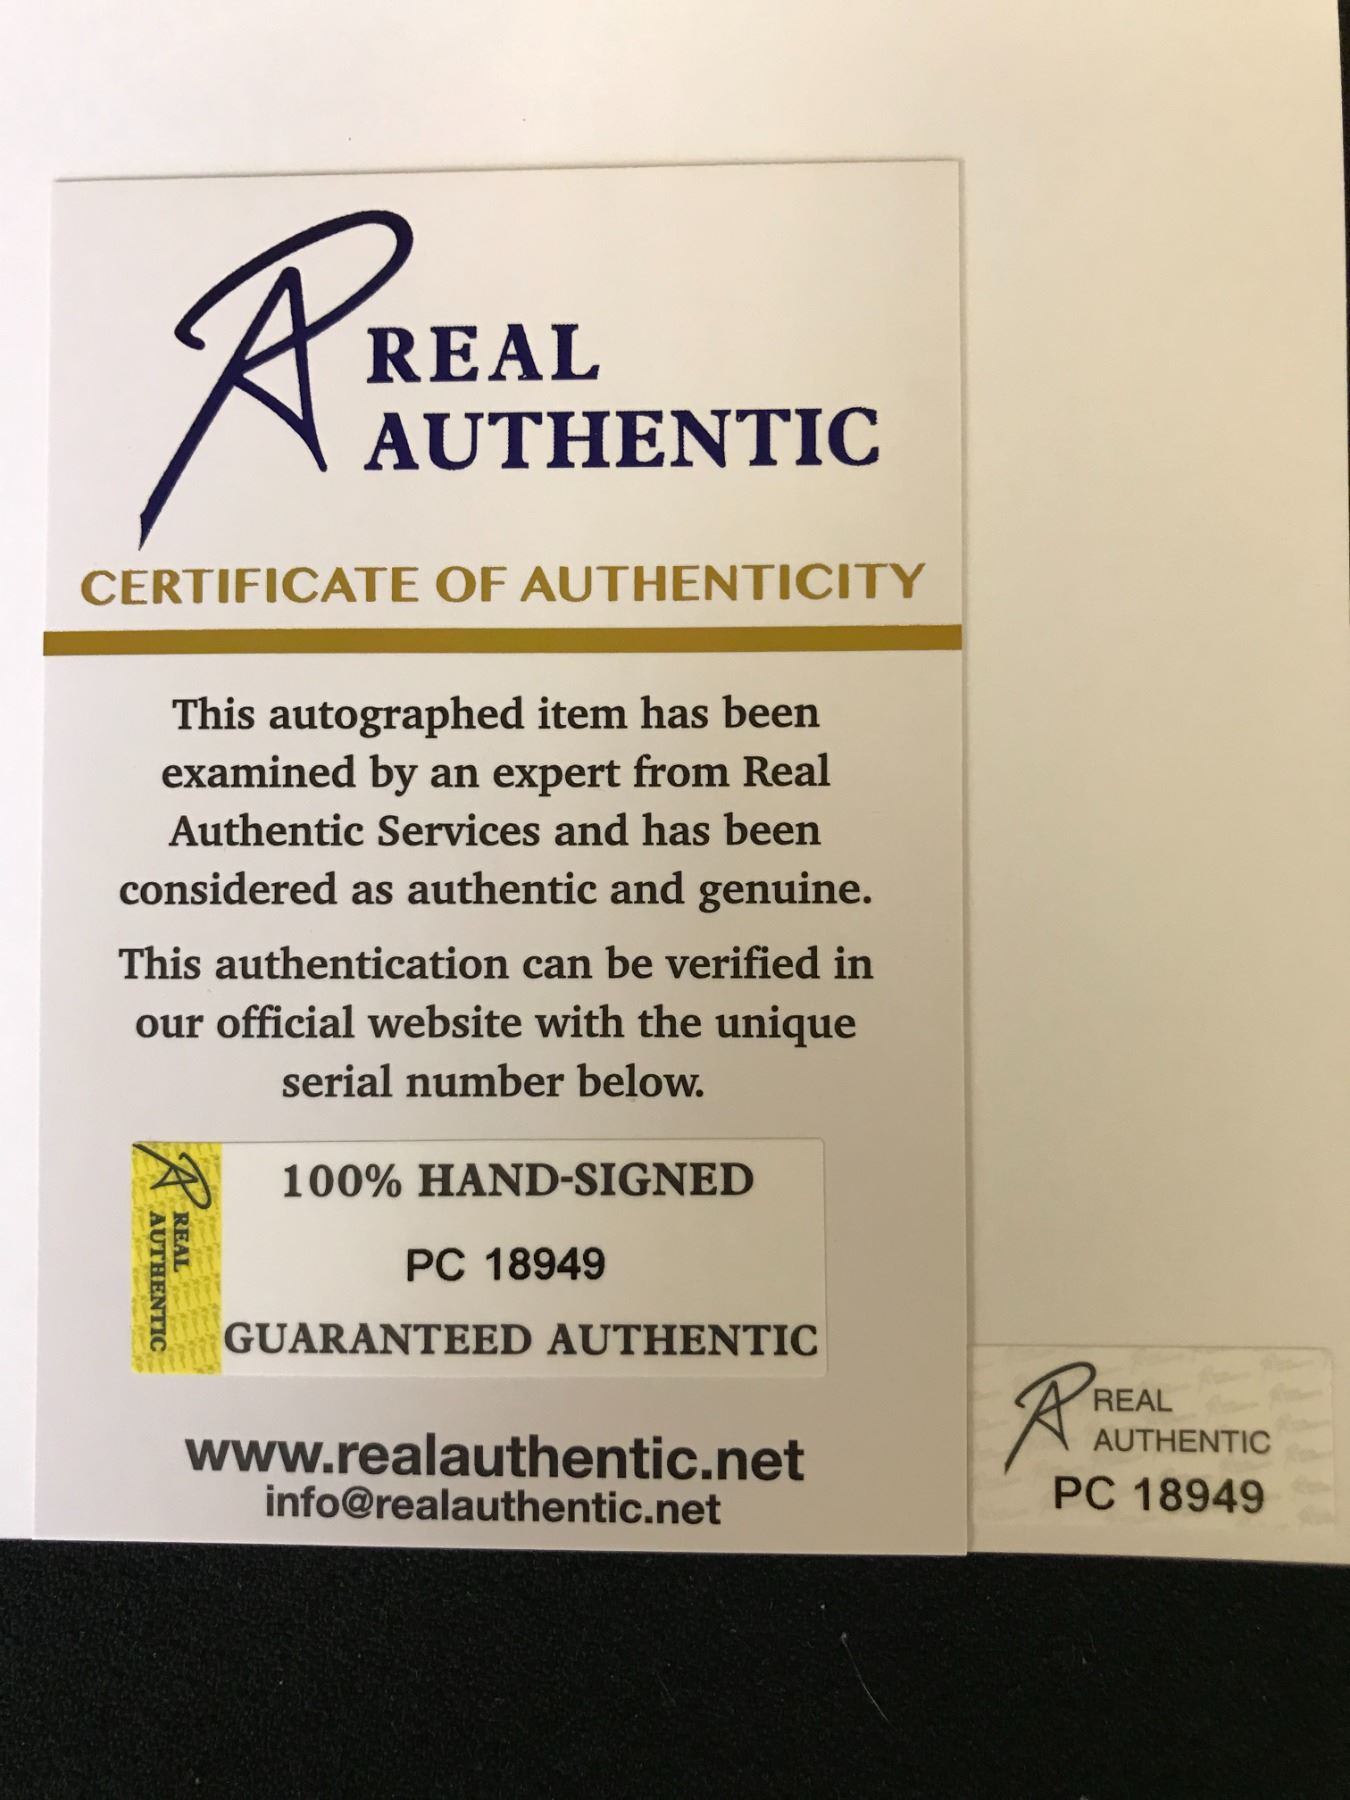 REAL
AUTHENTIC
CERTIFICATE OF AUTHENTICITY
This autographed item has been
examined by an expert from Real
Authentic Services and has been
considered as authentic and genuine.
This authentication can be verified in
our official website with the unique
serial number below.
REAL
AUTHENTIC
100% HAND-SIGNED
PC 18949
GUARANTEED AUTHENTIC
www.realauthentic.net
info@realauthentic.net
REAL
AUTHENTIC
PC 18949